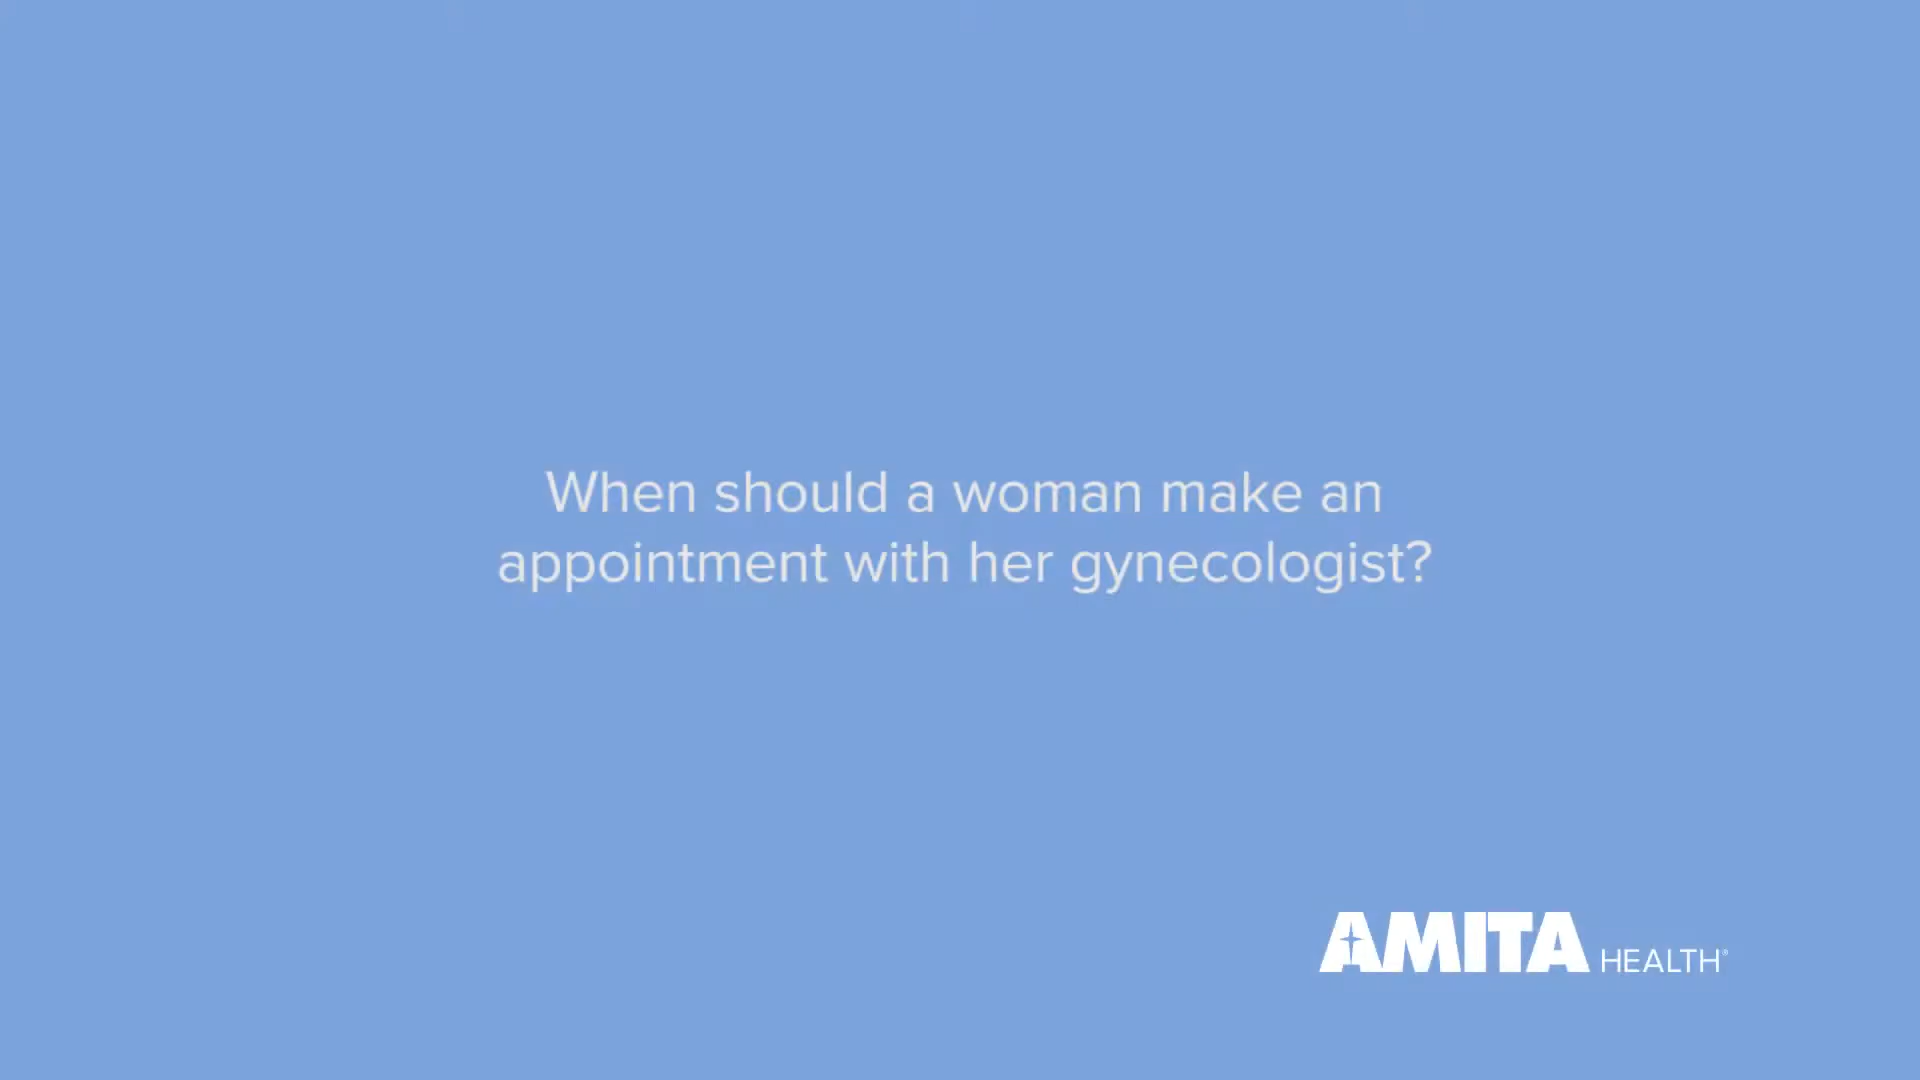 When should a woman make an
appointment with her gynecologist?
AMITA HEALTH®